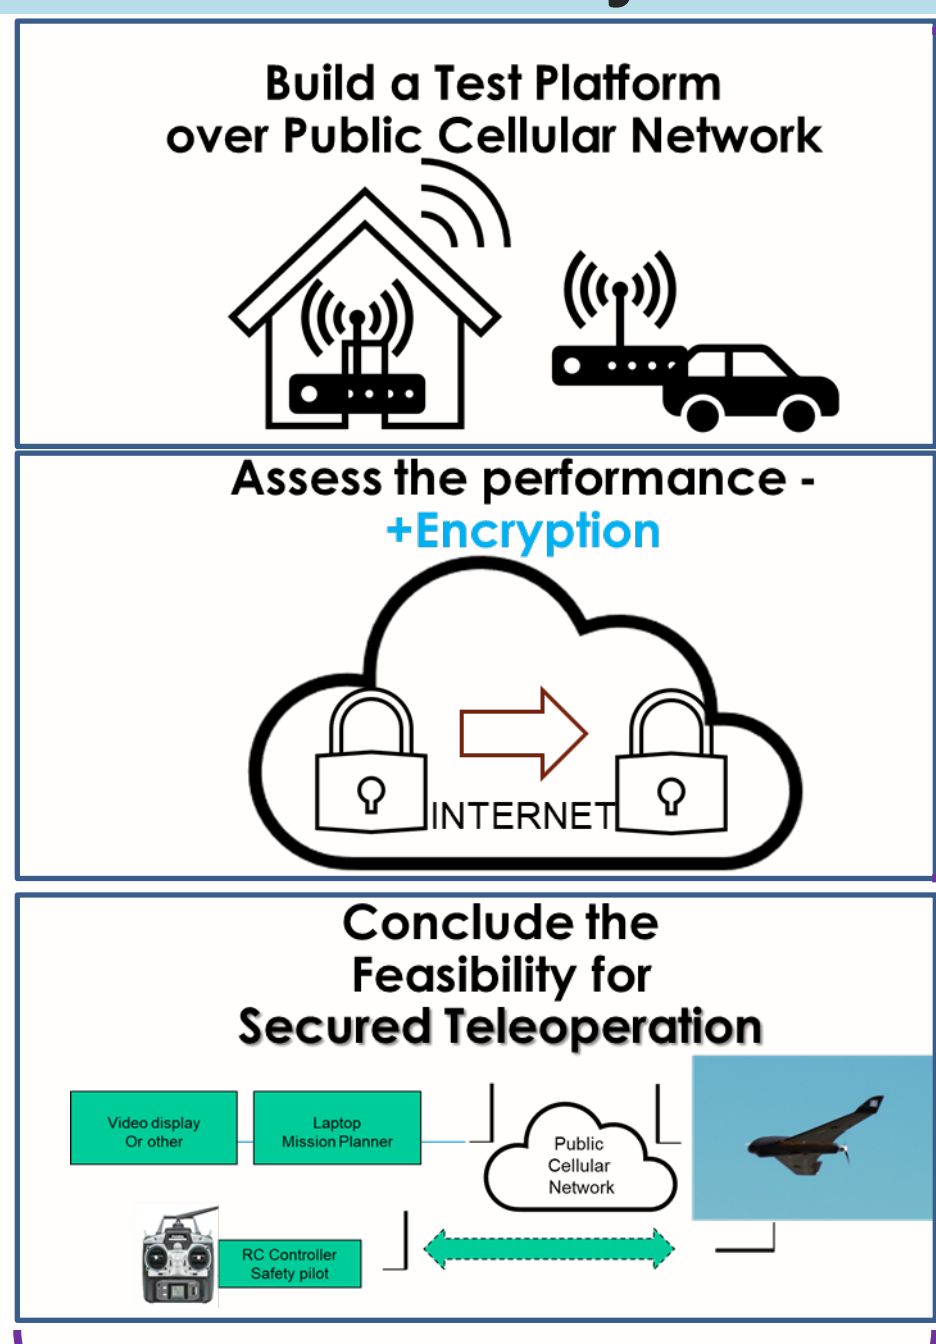 Build a Test Platform
over Public Cellular Network
Assess the performance -
+Encryption
INTERNET
Conclude the
Feasibility for
Secured Teleoperation
Video display
Or other
Laptop
Mission Planner
Public
Cellular
Network
RC Controller
Safety pilot